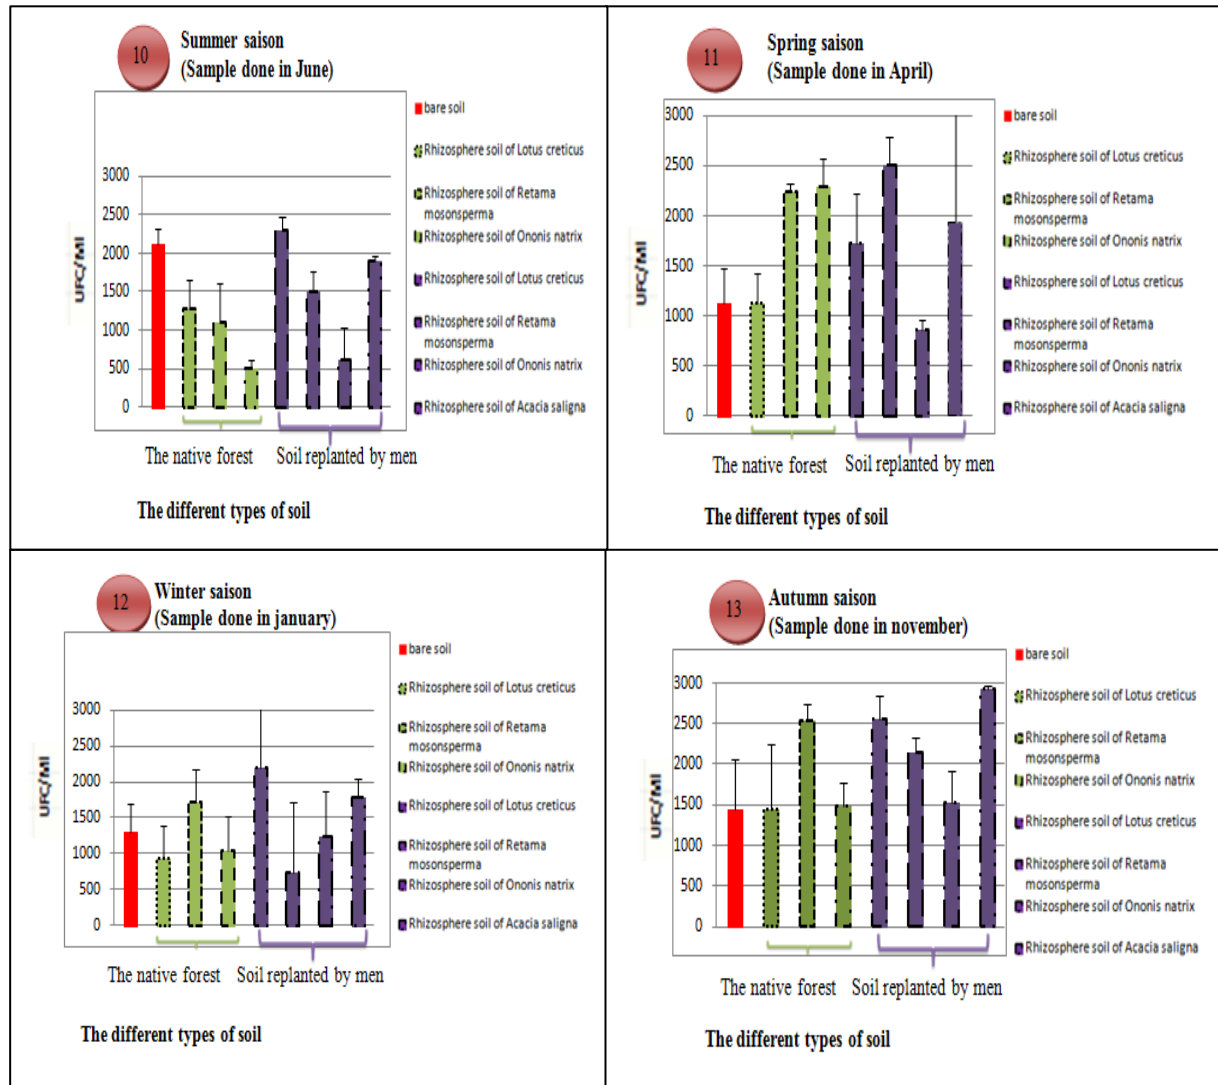 10
Summer saison
(Sample done in June)
3000
2500
2000
1500
1000
500
0
UFC/Ml
bare soil
Rhizosphere soil of Lotus creticus
Rhizosphere soil of Retama
mosonsperma
Rhizosphere soil of Ononis natrix
Rhizosphere soil of Lotus creticus
Rhizosphere soil of Retama
mosonsperma
Rhizosphere soil of Ononis natrix
Rhizosphere soil of Acacia saligna
The native forest
Soil replanted by men
The different types of soil
11
Spring saison
(Sample done in April)
3000
2500
2000
1500
1000
500
0
UFC/Ml
bare soil
Rhizosphere soil of Lotus creticus
Rhizosphere soil of Retama
mosonsperma
Rhizosphere soil of Ononis natrix
Rhizosphere soil of Lotus creticus
Rhizosphere soil of Retama
mosonsperma
Rhizosphere soil of Ononis natrix
Rhizosphere soil of Acacia saligna
The native forest
Soil replanted by men
The different types of soil
12
Winter saison
(Sample done in january)
3000
2500
2000
1500
1000
500
0
UFC/Ml
bare soil
Rhizosphere soil of Lotus creticus
Rhizosphere soil of Retama
mosonsperma
Rhizosphere soil of Ononis natrix
Rhizosphere soil of Lotus creticus
Rhizosphere soil of Retama
mosonsperma
Rhizosphere soil of Ononis natrix
Rhizosphere soil of Acacia saligna
The native forest
Soil replanted by men
The different types of soil
13
Autumn saison
(Sample done in november)
3000
2500
2000
1500
1000
500
0
UFC/Ml
bare soil
Rhizosphere soil of Lotus creticus
Rhizosphere soil of Retama
mosonsperma
Rhizosphere soil of Ononis natrix
Rhizosphere soil of Lotus creticus
Rhizosphere soil of Retama
mosonsperma
Rhizosphere soil of Ononis natrix
Rhizosphere soil of Acacia saligna
The native forest
Soil replanted by men
The different types of soil